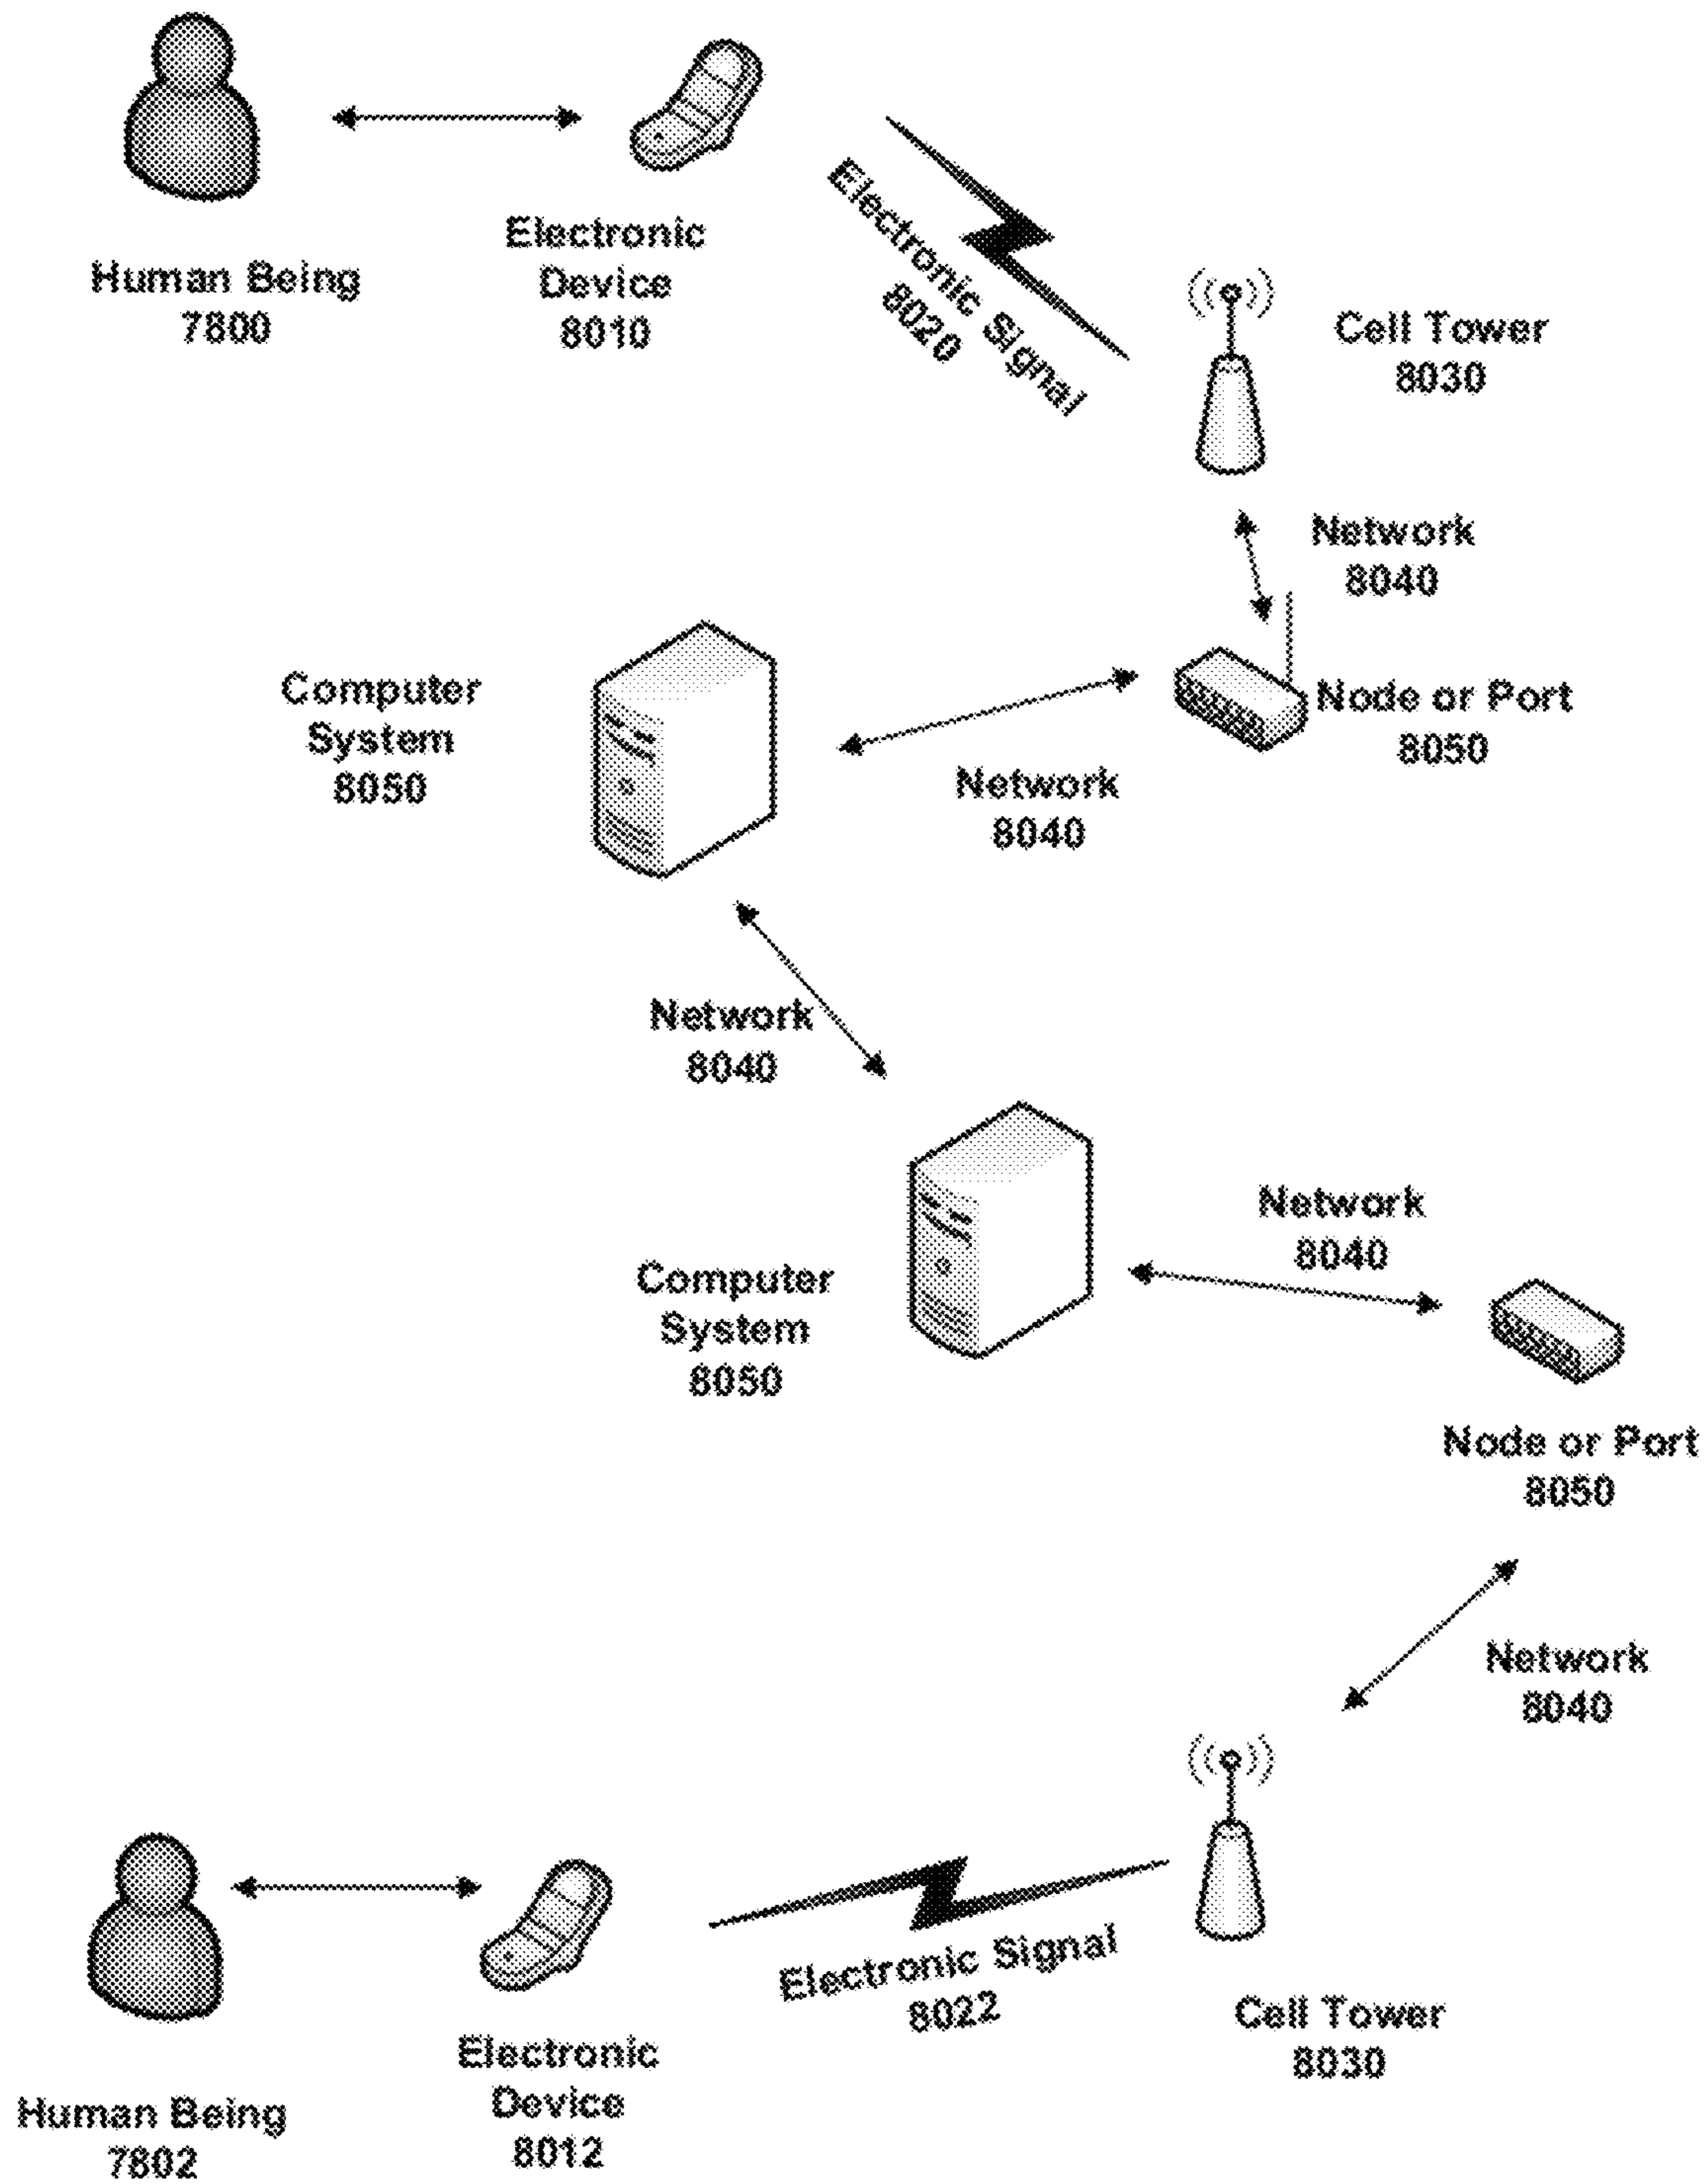 Human Being
7800
Electronic
Device
8010
Electronic Signal
8020
Cell Tower
8030
Network
8040
Computer
System
8050
Node or Port
8050
Network
8040
Network
8040
Computer
System
8050
Network
8040
Node or Port
8050
Network
8040
Electronic Signal
8022
Cell Tower
8030
Electronic
Device
8012
Human Being
7802